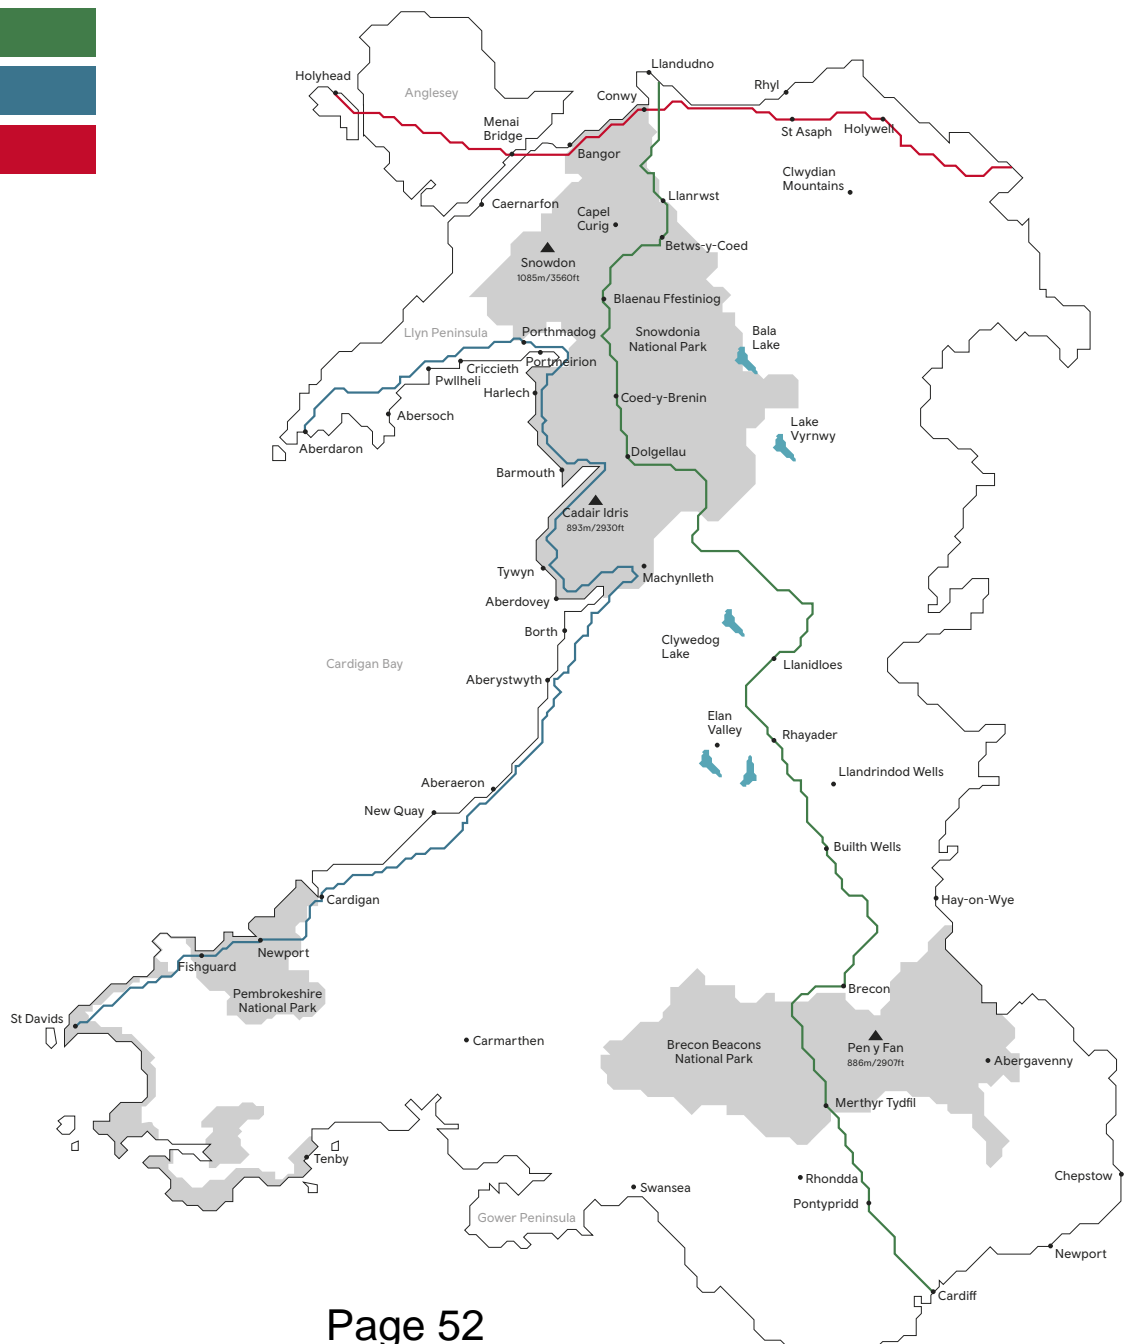 Llandudno
Holyhead
Rhyl
Anglesey
Conwy
Menai
Bridge
St Asaph
Holywell
Bangor
Clwydian
Mountains
Llanrwst
Caernarfon
Capel
Curig
Betws-y-Coed
Snowdon
1085m/3560ft
Blaenau Ffestiniog
Llyn Peninsula
Porthmadog
Snowdonia
National Park
Bala
Lake
Portmeirion
Criccieth
Pwllheli
Harlech
Coed-y-Brenin
Abersoch
Lake
Vyrnwy
Aberdaron
Dolgellau
Barmouth
Cadair Idris
893m/2930ft
Tywyn
Machynlleth
Aberdovey
Borth
Clywedog
Lake
Cardigan Bay
Llanidloes
Aberystwyth
Elan
Valley
Rhayader
Llandrindod Wells
Aberaeron
New Quay
Builth Wells
Cardigan
Hay-on-Wye
Newport
Fishguard
Brecon
Pembrokeshire
National Park
St Davids
Carmarthen
Brecon Beacons
National Park
Pen y Fan
886m/2907ft
Abergavenny
Merthyr Tydfil
Tenby
Rhondda
Chepstow
Swansea
Pontypridd
Gower Peninsula
Newport
Cardiff
Page 52